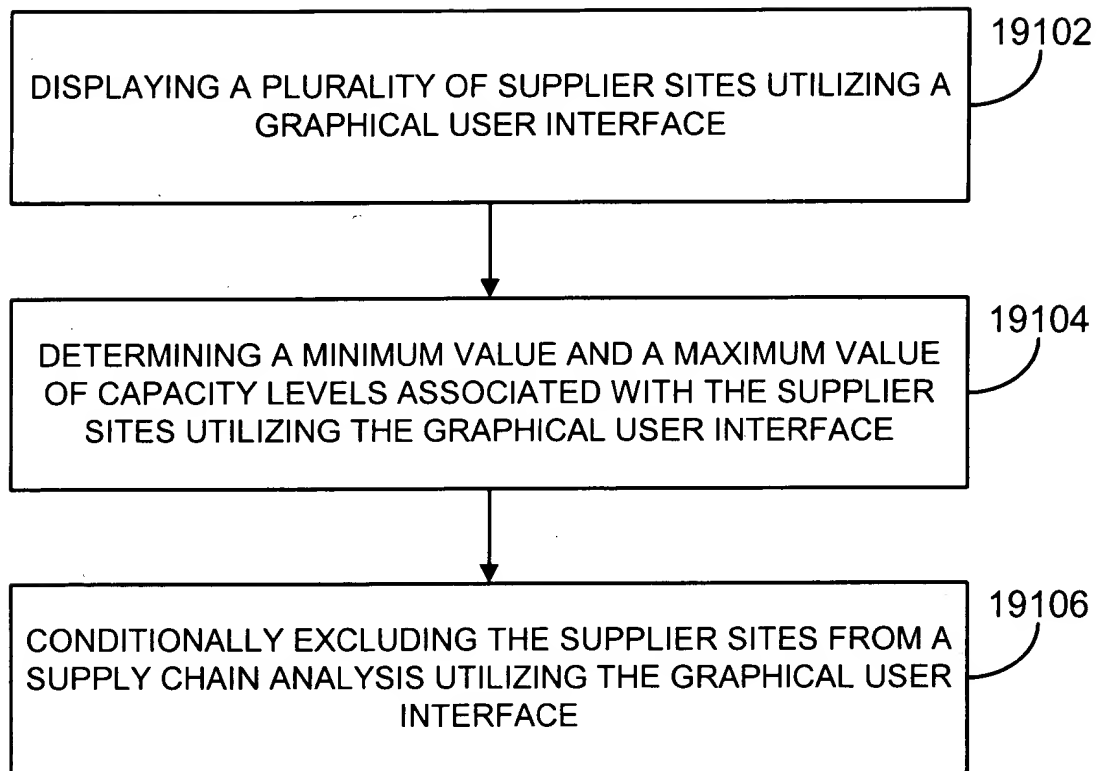 19102
DISPLAYING A PLURALITY OF SUPPLIER SITES UTILIZING A
GRAPHICAL USER INTERFACE
19104
DETERMINING A MINIMUM VALUE AND A MAXIMUM VALUE
OF CAPACITY LEVELS ASSOCIATED WITH THE SUPPLIER
SITES UTILIZING THE GRAPHICAL USER INTERFACE
19106
CONDITIONALLY EXCLUDING THE SUPPLIER SITES FROM A
SUPPLY CHAIN ANALYSIS UTILIZING THE GRAPHICAL USER
INTERFACE